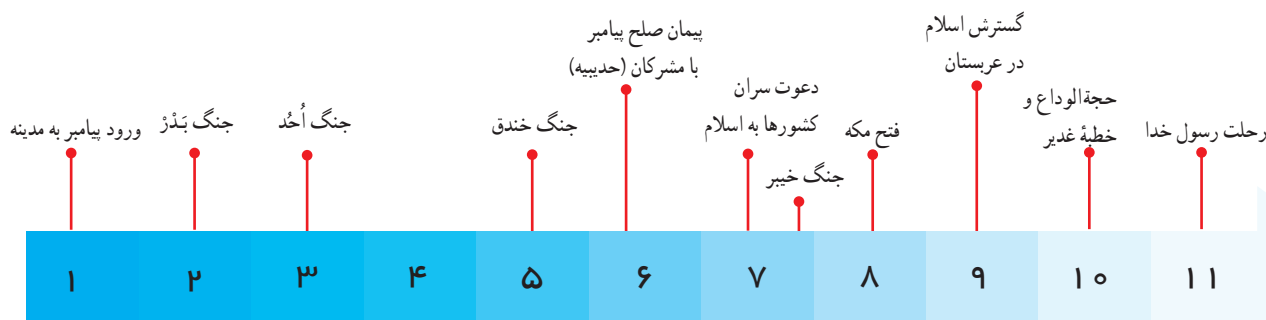 ورود پیامبر به مدینه
جنگ بَدْرْ
جنگ اُحُد
جنگ خندق
پیمان صلح پیامبر
با مشرکان (حدیبیه)
دعوت سران
کشورها به اسلام
جنگ خیبر
فتح مکه
گسترش اسلام
در عربستان
حجةالوداع و
خطبهٔ غدیر
رحلت رسول خدا
۱ ۲ ۳ ۴ ۵ ۶ ۷ ۸ ۹ ۱۰ ۱۱